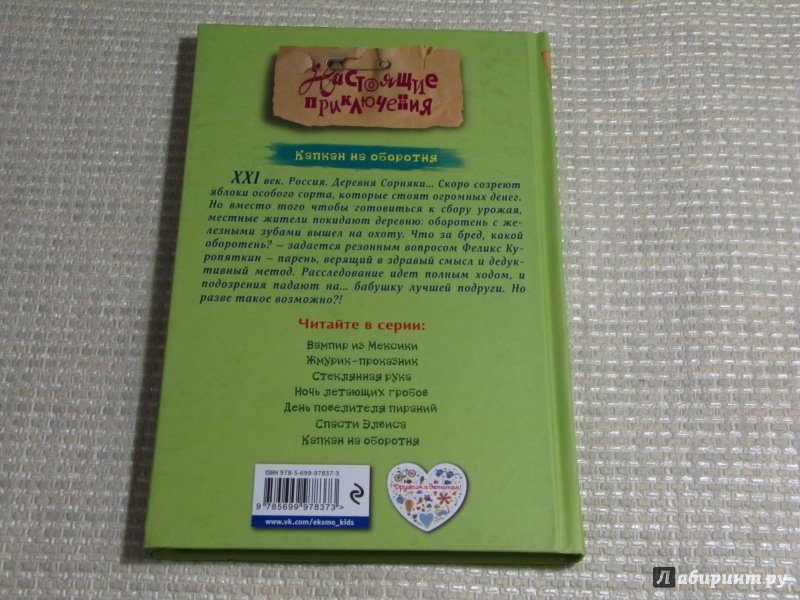 Настоящие
приключения
Капкан на оборотня
XXI век. Россия. Деревня Сорняки... Скоро созреют
яблоки особого сорта, которые стоят огромных денег.
Но вместо того чтобы готовиться к сбору урожая,
местные жители покидают деревню: оборотень с же-
лезными зубами вышел на охоту. Что за бред, какой
оборотень? – задается резонным вопросом Феликс Ку-
ропяткин – парень, верящий в здравый смысл и дедук-
тивный метод. Расследование идет полным ходом, и
подозрения падают на... бабушку лучшей подруги. Но
разве такое возможно?!
Читайте в серии:
Вампир из Мексики
Жмурик-проказник
Стеклянная рука
Ночь летающих гробов
День повелителя пираний
Спасти Элвиса
Капкан на оборотня
ISBN 978-5-699-97837-3
9 785699 978373 >
www.vk.com/eksmo_kids
Дружим с детства!
Лабиринт.ру